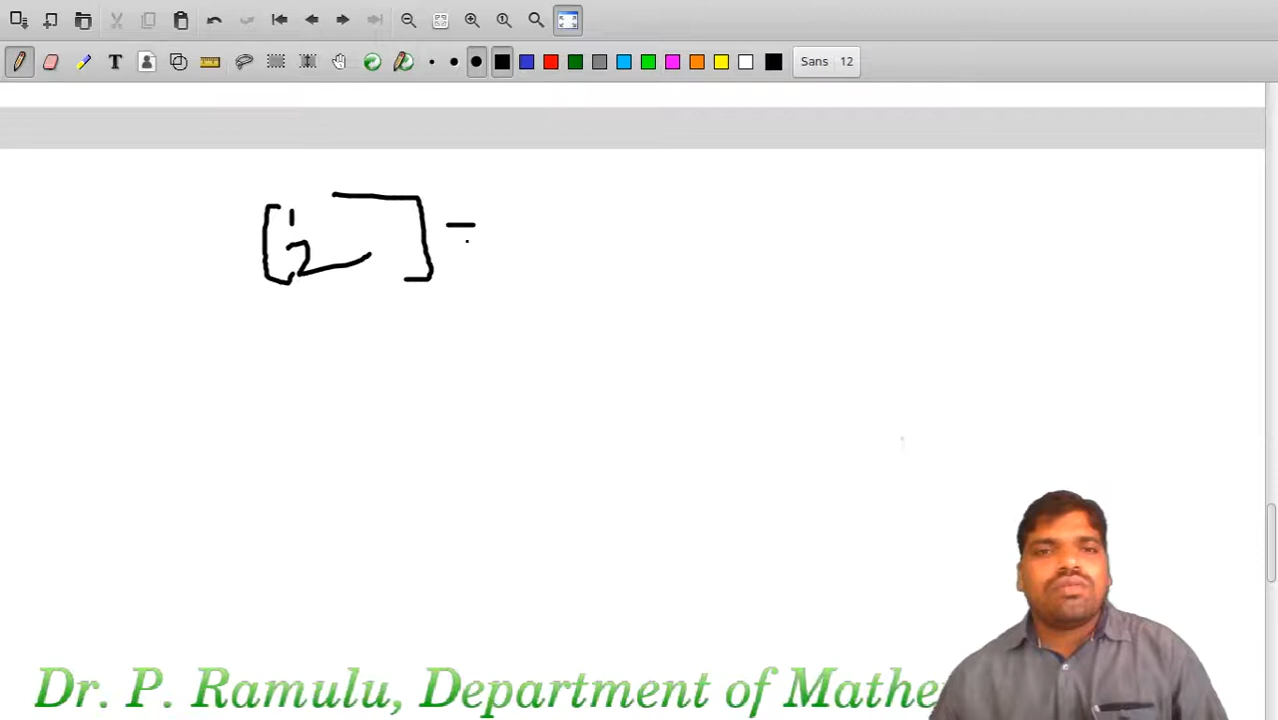 Sans 12
[1
2 ] =
Dr. P. Ramulu, Department of Mathe